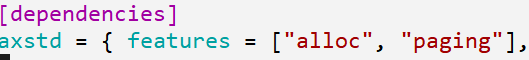 [dependencies]
axstd = { features = ["alloc", "paging"],